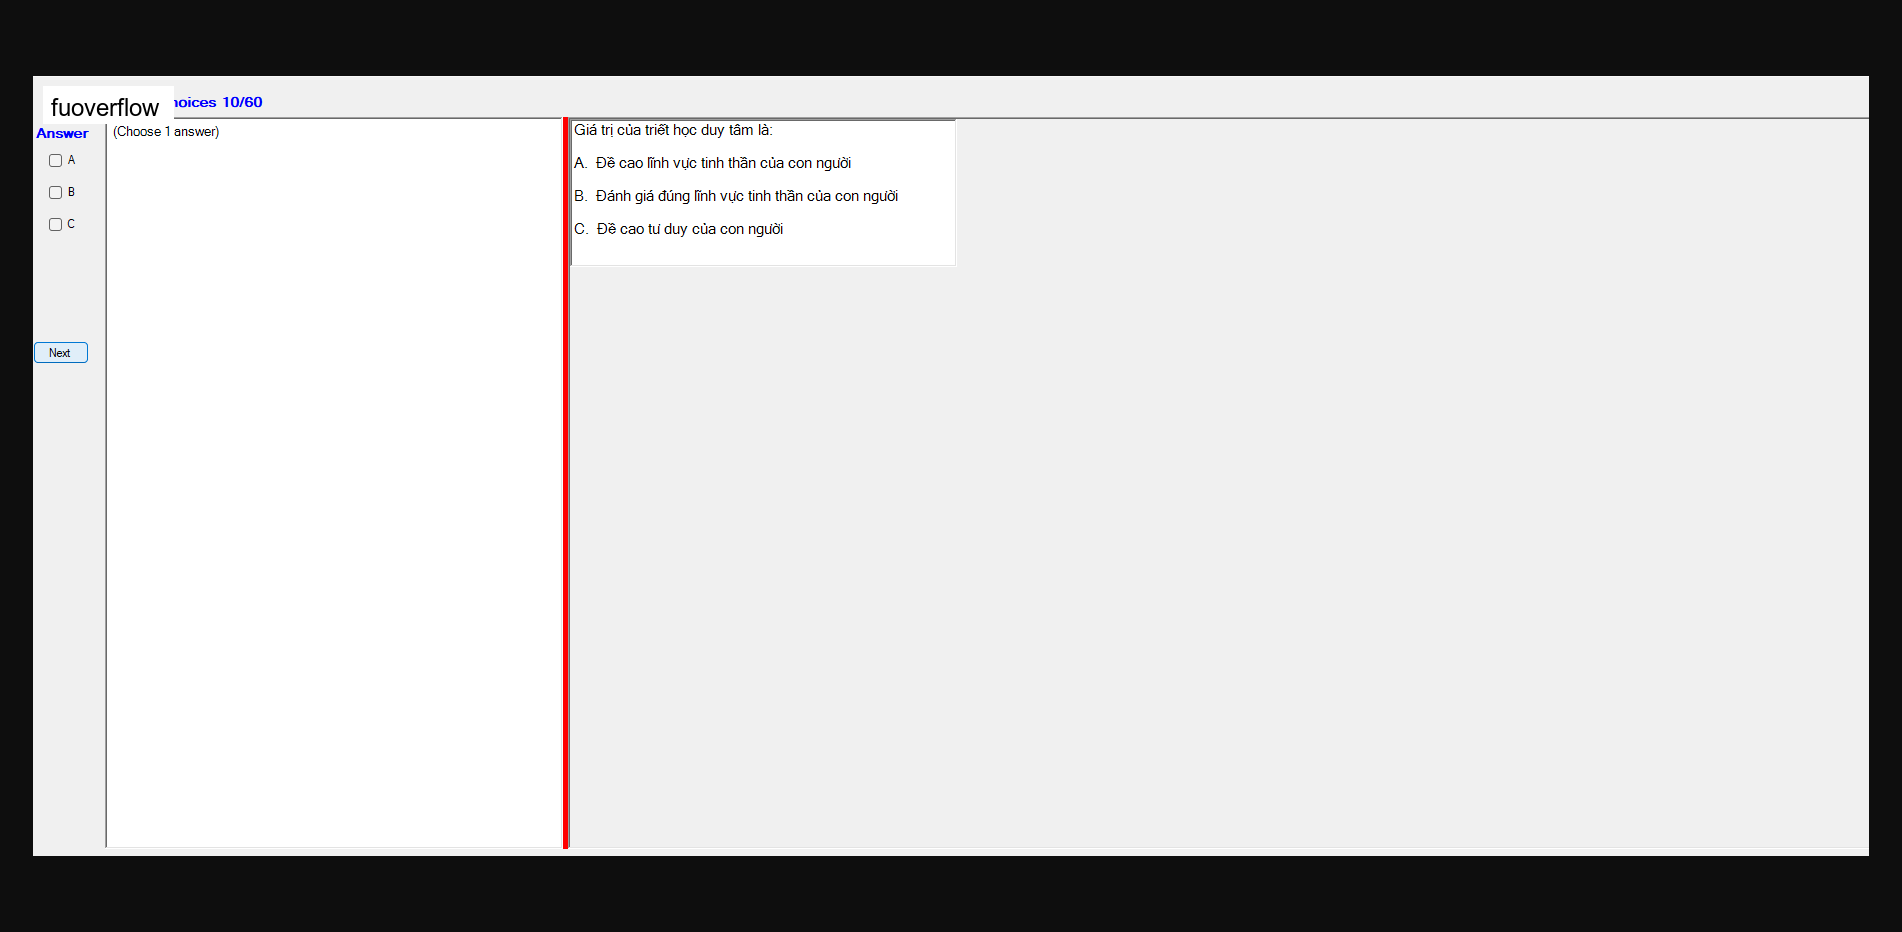 fuoverflow
hoices 10/60
Answer
(Choose 1 answer)
A
B
C
Next
Giá trị của triết học duy tâm là:
A. Đề cao lĩnh vực tinh thần của con người
B. Đánh giá đúng lĩnh vực tinh thần của con người
C. Đề cao tư duy của con người